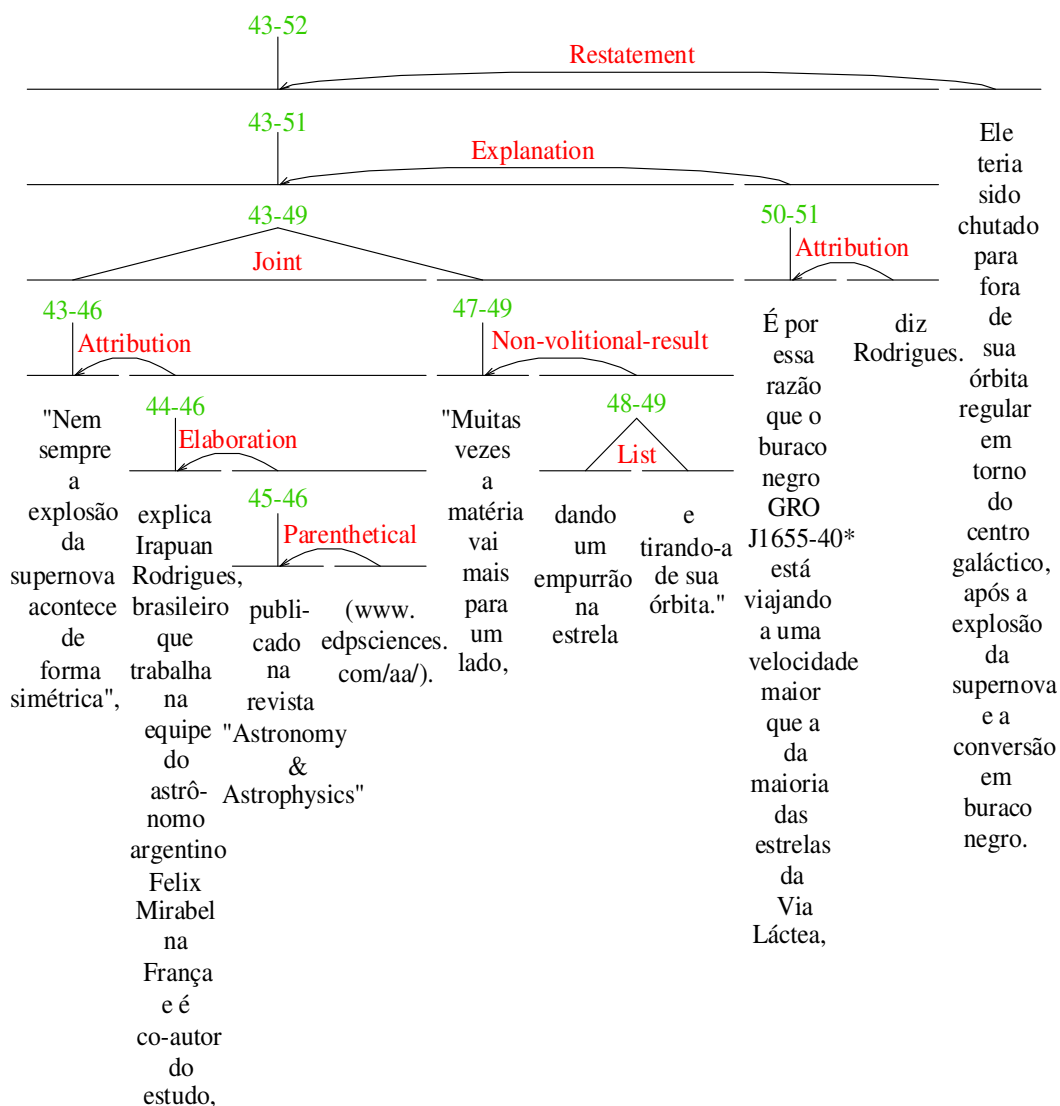 43-52
Restatement
43-51
Explanation
43-49
Joint
50-51
Attribution
43-46
Attribution
47-49
Non-volitional-result
44-46
Elaboration
48-49
List
45-46
Parenthetical
"Nem
sempre
a
explosão
da
supernova
acontece
de
forma
simétrica",
explica
Irapuan
Rodrigues,
brasileiro
que
trabalha
na
equipe
do
astrô-
nomo
argentino
Felix
Mirabel
na
França
e é
co-autor
do
estudo,
publi-
cado
na
revista
"Astronomy
&
Astrophysics"
(www.
edpsciences.
com/aa/).
"Muitas
vezes
a
matéria
vai
mais
para
um
lado,
dando
um
empurrão
na
estrela
e
tirando-a
de sua
órbita."
É por
essa
razão
que o
buraco
negro
GRO
J1655-40*
está
viajando
a uma
velocidade
maior
que a
da
maioria
das
estrelas
da
Via
Láctea,
diz
Rodrigues.
Ele
teria
sido
chutado
para
fora
de
sua
órbita
regular
em
torno
do
centro
galáctico,
após a
explosão
da
supernova
e a
conversão
em
buraco
negro.